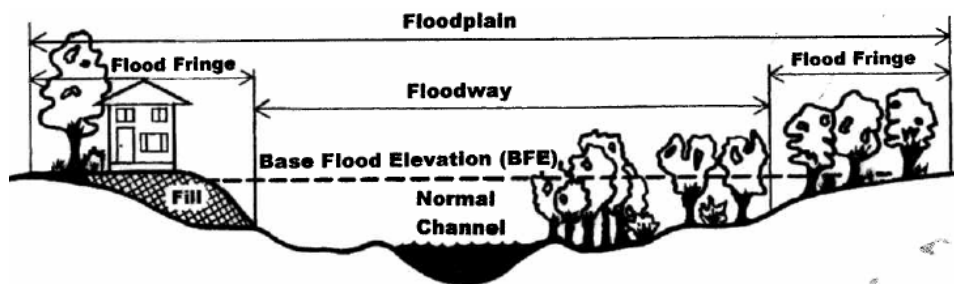 Floodplain
Flood Fringe
Flood Fringe
Floodway
Base Flood Elevation (BFE)
Fill
Normal
Channel